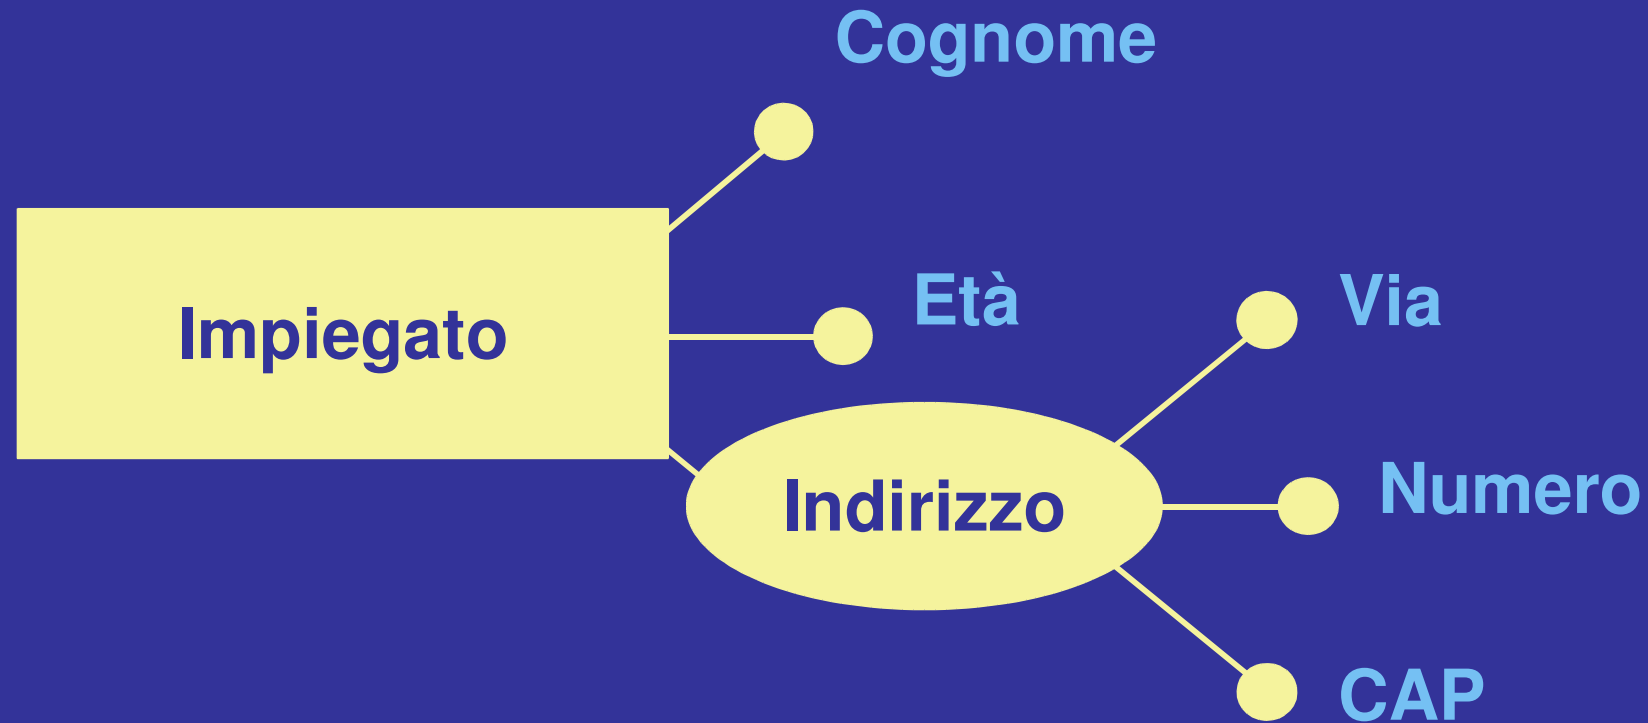 Cognome
Impiegato
Età
Via
Indirizzo
Numero
CAP